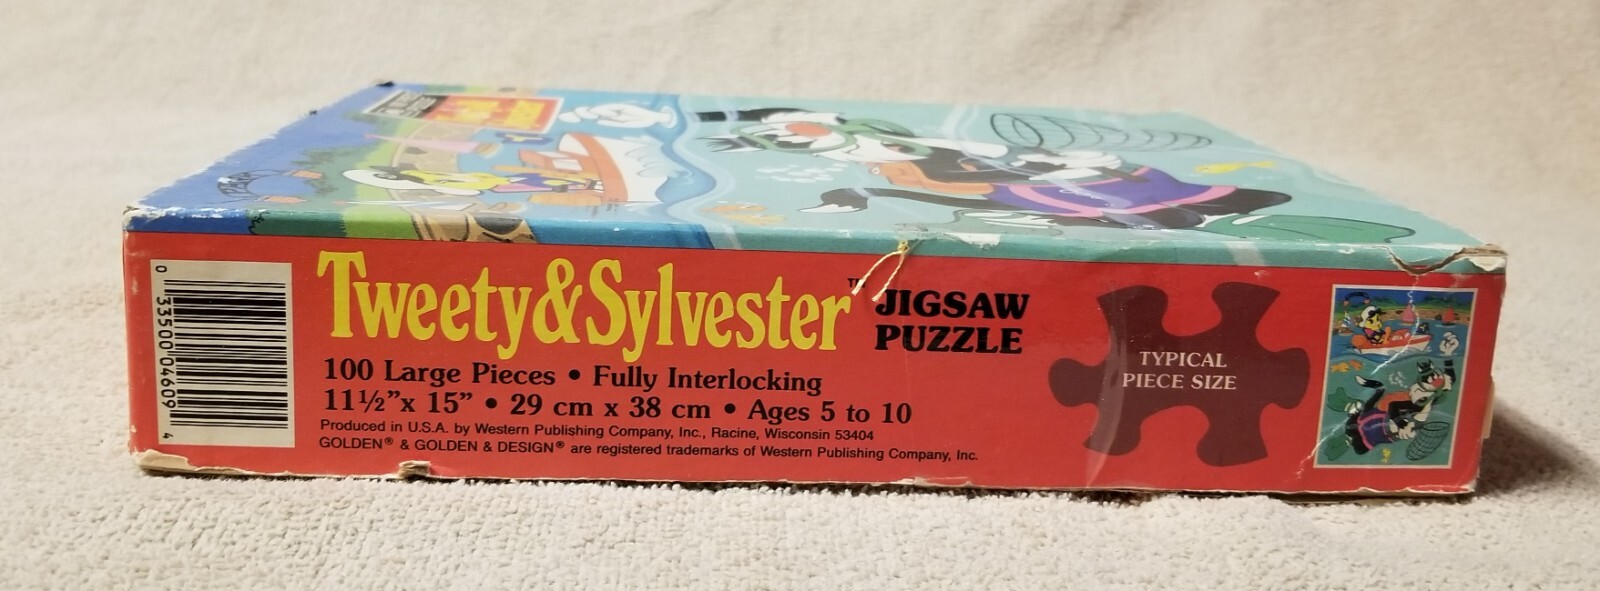 Tweety&Sylvester™
JIGSAW
PUZZLE
100 Large Pieces • Fully Interlocking
11½”x 15” • 29 cm x 38 cm • Ages 5 to 10
Produced in U.S.A. by Western Publishing Company, Inc., Racine, Wisconsin 53404
GOLDEN® & GOLDEN & DESIGN® are registered trademarks of Western Publishing Company, Inc.
TYPICAL
PIECE SIZE
0 33500 04609 4